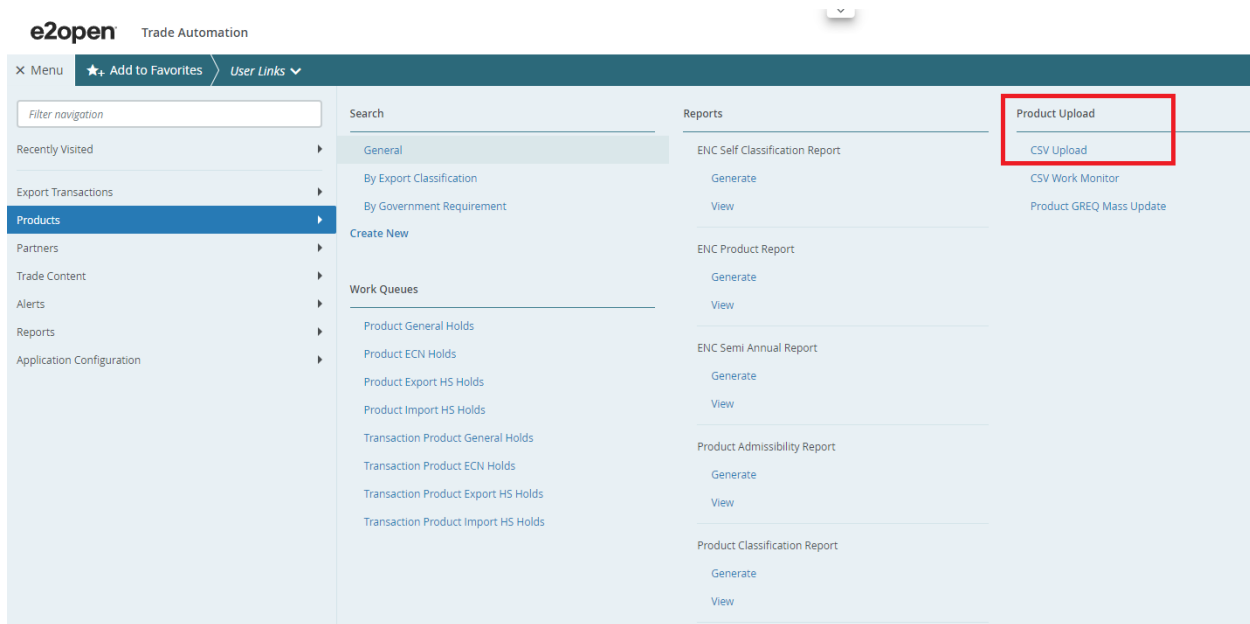 e2open Trade Automation
× Menu Add to Favorites User Links
Filter navigation
Recently Visited
Export Transactions
Products
Partners
Trade Content
Alerts
Reports
Application Configuration
Search
General
By Export Classification
By Government Requirement
Create New
Work Queues
Product General Holds
Product ECN Holds
Product Export HS Holds
Product Import HS Holds
Transaction Product General Holds
Transaction Product ECN Holds
Transaction Product Export HS Holds
Transaction Product Import HS Holds
Reports
ENC Self Classification Report
Generate
View
ENC Product Report
Generate
View
ENC Semi Annual Report
Generate
View
Product Admissibility Report
Generate
View
Product Classification Report
Generate
View
Product Upload
CSV Upload
CSV Work Monitor
Product GREQ Mass Update